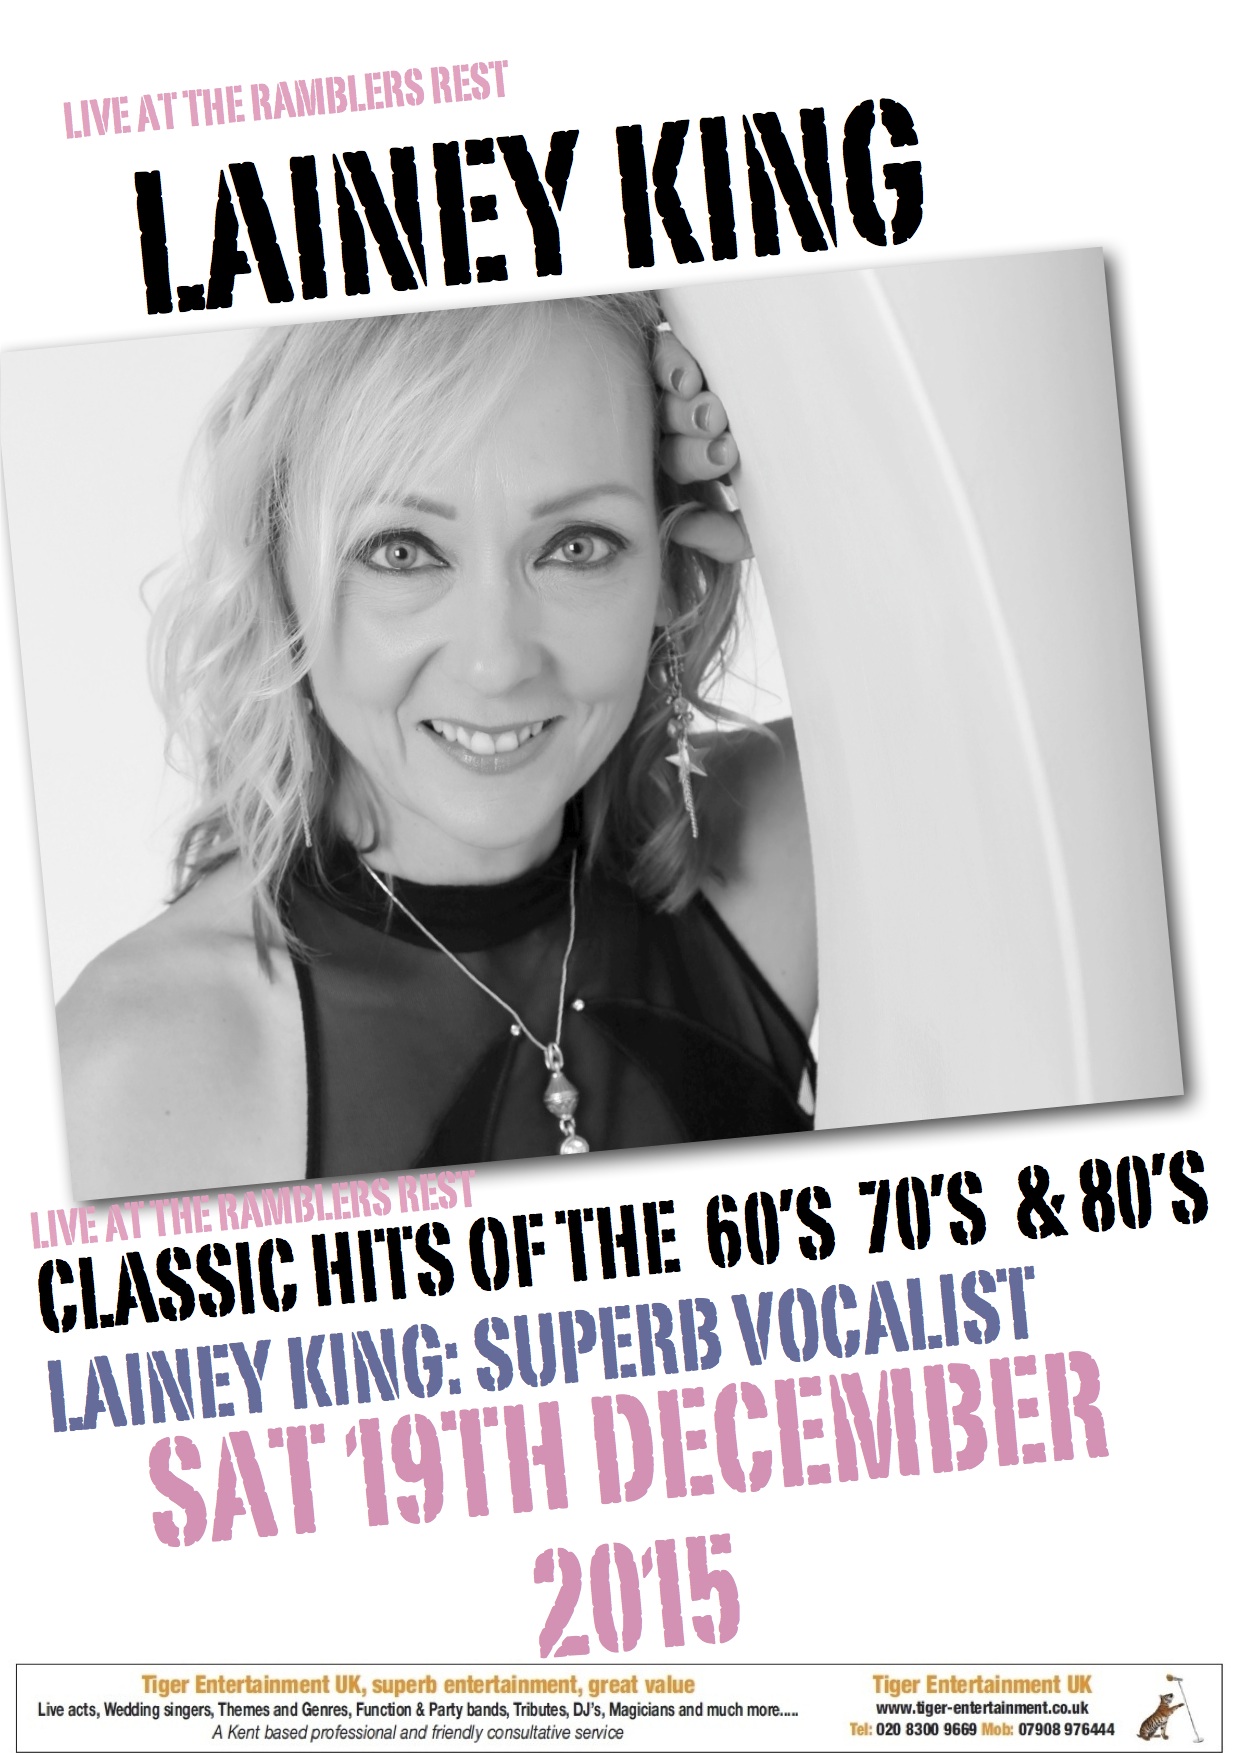 LIVE AT THE RAMBLERS REST
LAINEY KING
LIVE AT THE RAMBLERS REST
CLASSIC HITS OF THE 60'S 70'S & 80'S
LAINEY KING: SUPERB VOCALIST
SAT 19TH DECEMBER
2015
Tiger Entertainment UK, superb entertainment, great value
Live acts, Wedding singers, Themes and Genres, Function & Party bands, Tributes, DJ's, Magicians and much more.....
A Kent based professional and friendly consultative service
Tiger Entertainment UK
www.tiger-entertainment.co.uk
Tel: 020 8300 9669 Mob: 07908 976444